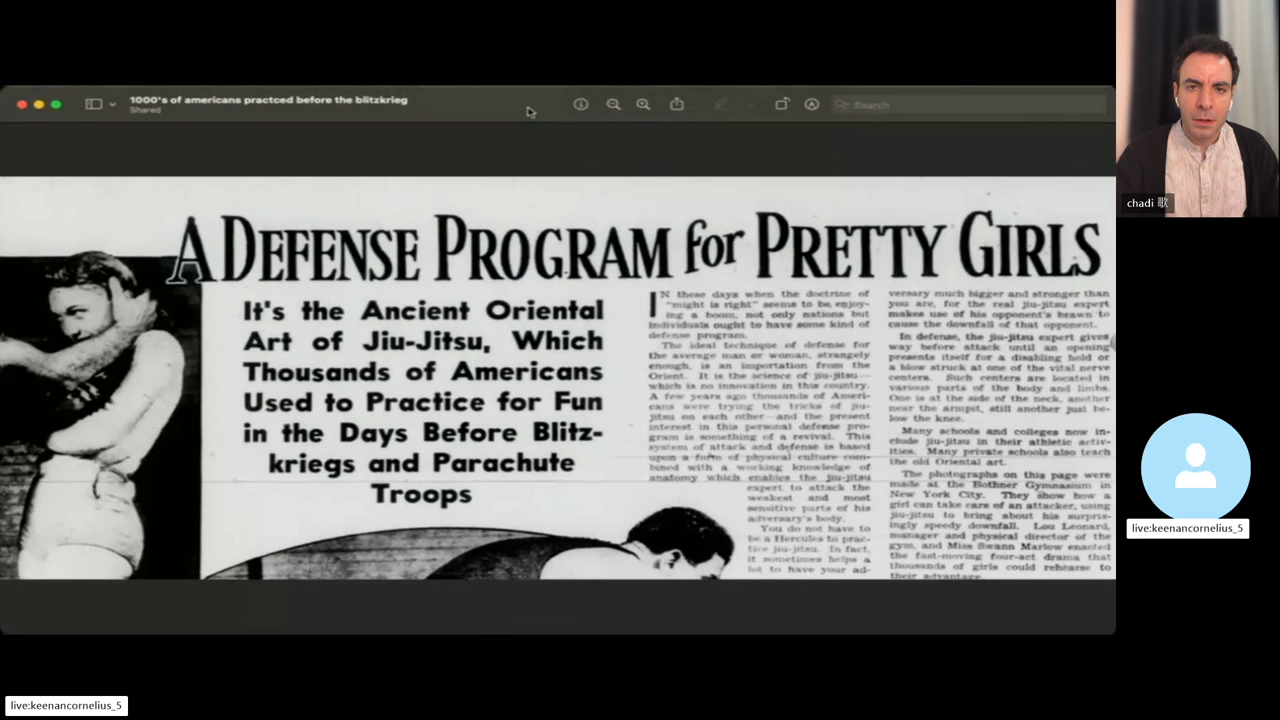 1000's of americans practced before the blitzkrieg
Shared
Search
A DEFENSE PROGRAM for PRETTY GIRLS
It's the Ancient Oriental
Art of Jiu-Jitsu, Which
Thousands of Americans
Used to Practice for Fun
in the Days Before Blitz-
kriegs and Parachute
Troops
IN these days when the doctrine of
"might is right" seems to be enjoy-
ing a boom, not only nations but
individuals ought to have some kind of
defense program.
The ideal technique of defense for
the average man or woman, strangely
enough, is an importation from the
Orient. It is the science of jiu-jitsu—
which is no innovation in this country.
A few years ago thousands of Ameri-
cans were trying the tricks of jiu-
jitsu on each other—and the present
interest in this personal defense pro-
gram is something of a revival. This
system of attack and defense is based
upon a form of physical culture com-
bined with a working knowledge of
anatomy which enables the jiu-jitsu
expert to attack the
weakest and most
sensitive parts of his
adversary's body.
You do not have to
be a Hercules to prac-
tice jiu-jitsu. In fact,
it sometimes helps a
lot to have your ad-
versary much bigger and stronger than
you are, for the real jiu-jitsu expert
makes use of his opponent's brawn to
cause the downfall of that opponent.
In defense, the jiu-jitsu expert gives
way before attack until an opening
presents itself for a disabling hold or
a blow struck at one of the vital nerve
centers. Such centers are located in
various parts of the body and limbs.
One is at the side of the neck, another
near the armpit, still another just be-
low the knee.
Many schools and colleges now in-
clude jiu-jitsu in their athletic activ-
ities. Many private schools also teach
the old Oriental art.
The photographs on this page were
made at the Bothner Gymnasium in
New York City. They show how a
girl can take care of an attacker, using
jiu-jitsu to bring about his surpris-
ingly speedy downfall. Lou Leonard,
manager and physical director of the
gym, and Miss Swann Marlow enacted
the fast-moving four-act drama that
thousands of girls could rehearse to
their advantage.
chadi 歌
live:keenancornelius_5
live:keenancornelius_5